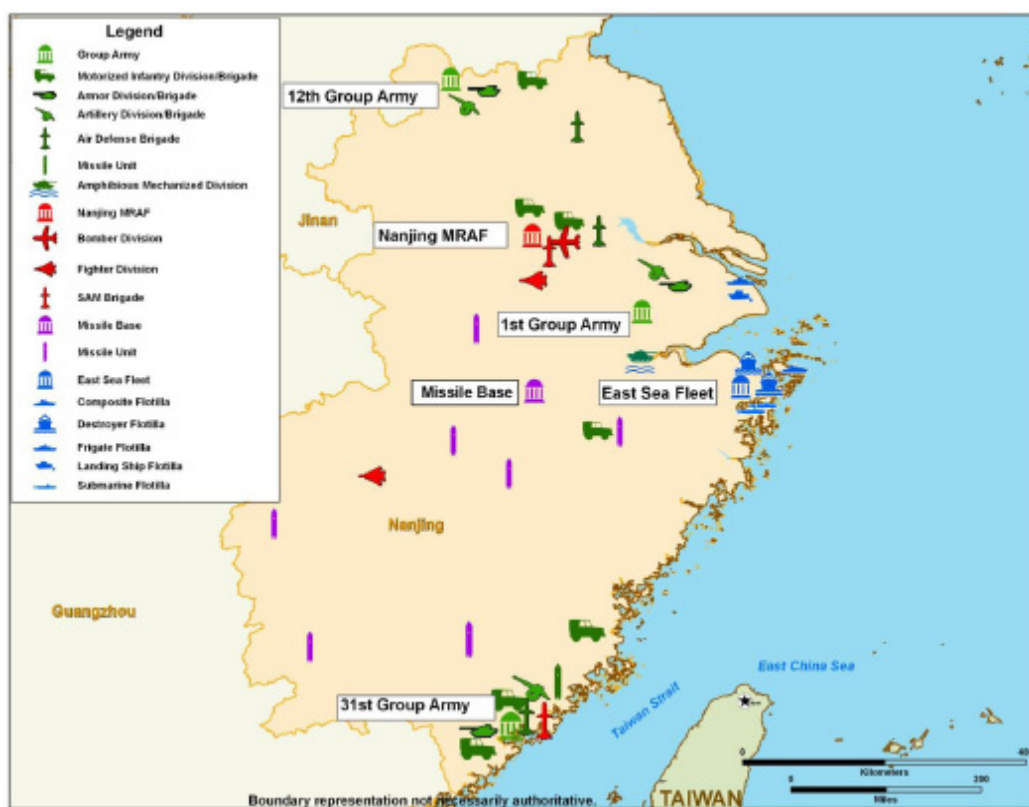 Legend
Group Army
Motorized Infantry Division/Brigade
Armor Division/Brigade
Artillery Division/Brigade
Air Defense Brigade
Missile Unit
Amphibious Mechanized Division
Nanjing MRAF
Bomber Division
Fighter Division
SAM Brigade
Missile Base
Missile Unit
East Sea Fleet
Composite Flotilla
Destroyer Flotilla
Frigate Flotilla
Landing Ship Flotilla
Submarine Flotilla
12th Group Army
Jinan
Nanjing MRAF
1st Group Army
Missile Base
East Sea Fleet
Nanjing
Guangzhou
31st Group Army
East China Sea
Taiwan Strait
0
Kilometers
0 200
Miles
TAIWAN
Boundary representation not necessarily authoritative.